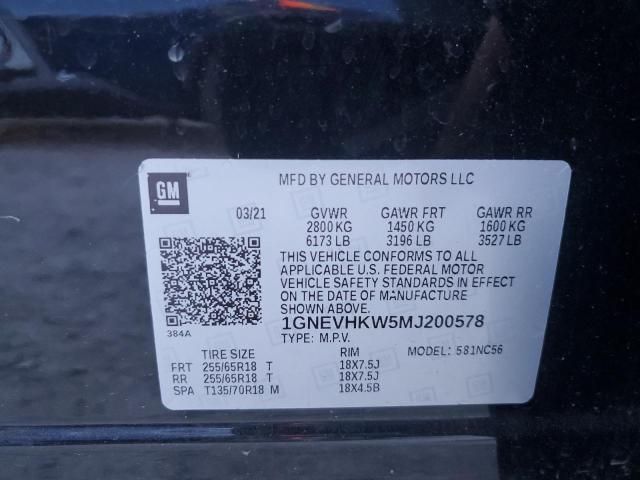 GM
MFD BY GENERAL MOTORS LLC
03/21 GVWR GAWR FRT GAWR RR
2800 KG 1450 KG 1600 KG
6173 LB 3196 LB 3527 LB
THIS VEHICLE CONFORMS TO ALL
APPLICABLE U.S. FEDERAL MOTOR
VEHICLE SAFETY STANDARDS IN EFFECT
ON THE DATE OF MANUFACTURE
SHOWN ABOVE.
384A
1GNEVHKW5MJ200578
TYPE: M.P.V. MODEL: 581NC56
TIRE SIZE RIM
FRT 255/65R18 T 18X7.5J
RR 255/65R18 T 18X7.5J
SPA T135/70R18 M 18X4.5B